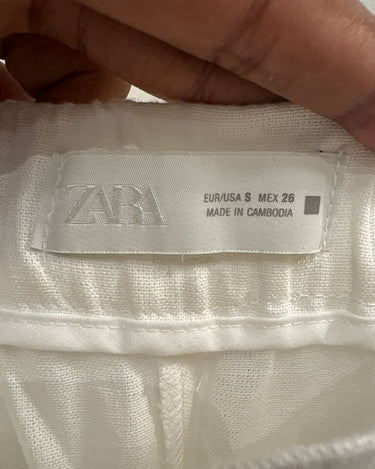 ZARA
EUR/USA S MEX 26
MADE IN CAMBODIA